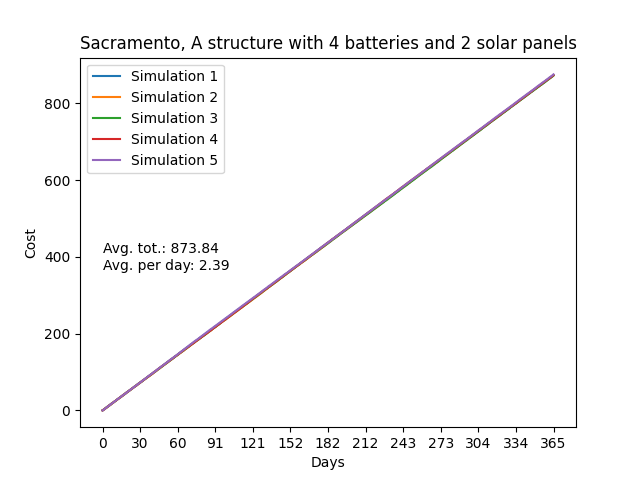 Sacramento, A structure with 4 batteries and 2 solar panels
Simulation 1
Simulation 2
Simulation 3
Simulation 4
Simulation 5
Avg. tot.: 873.84
Avg. per day: 2.39
Cost
800
600
400
200
0
0 30 60 91 121 152 182 212 243 273 304 334 365
Days